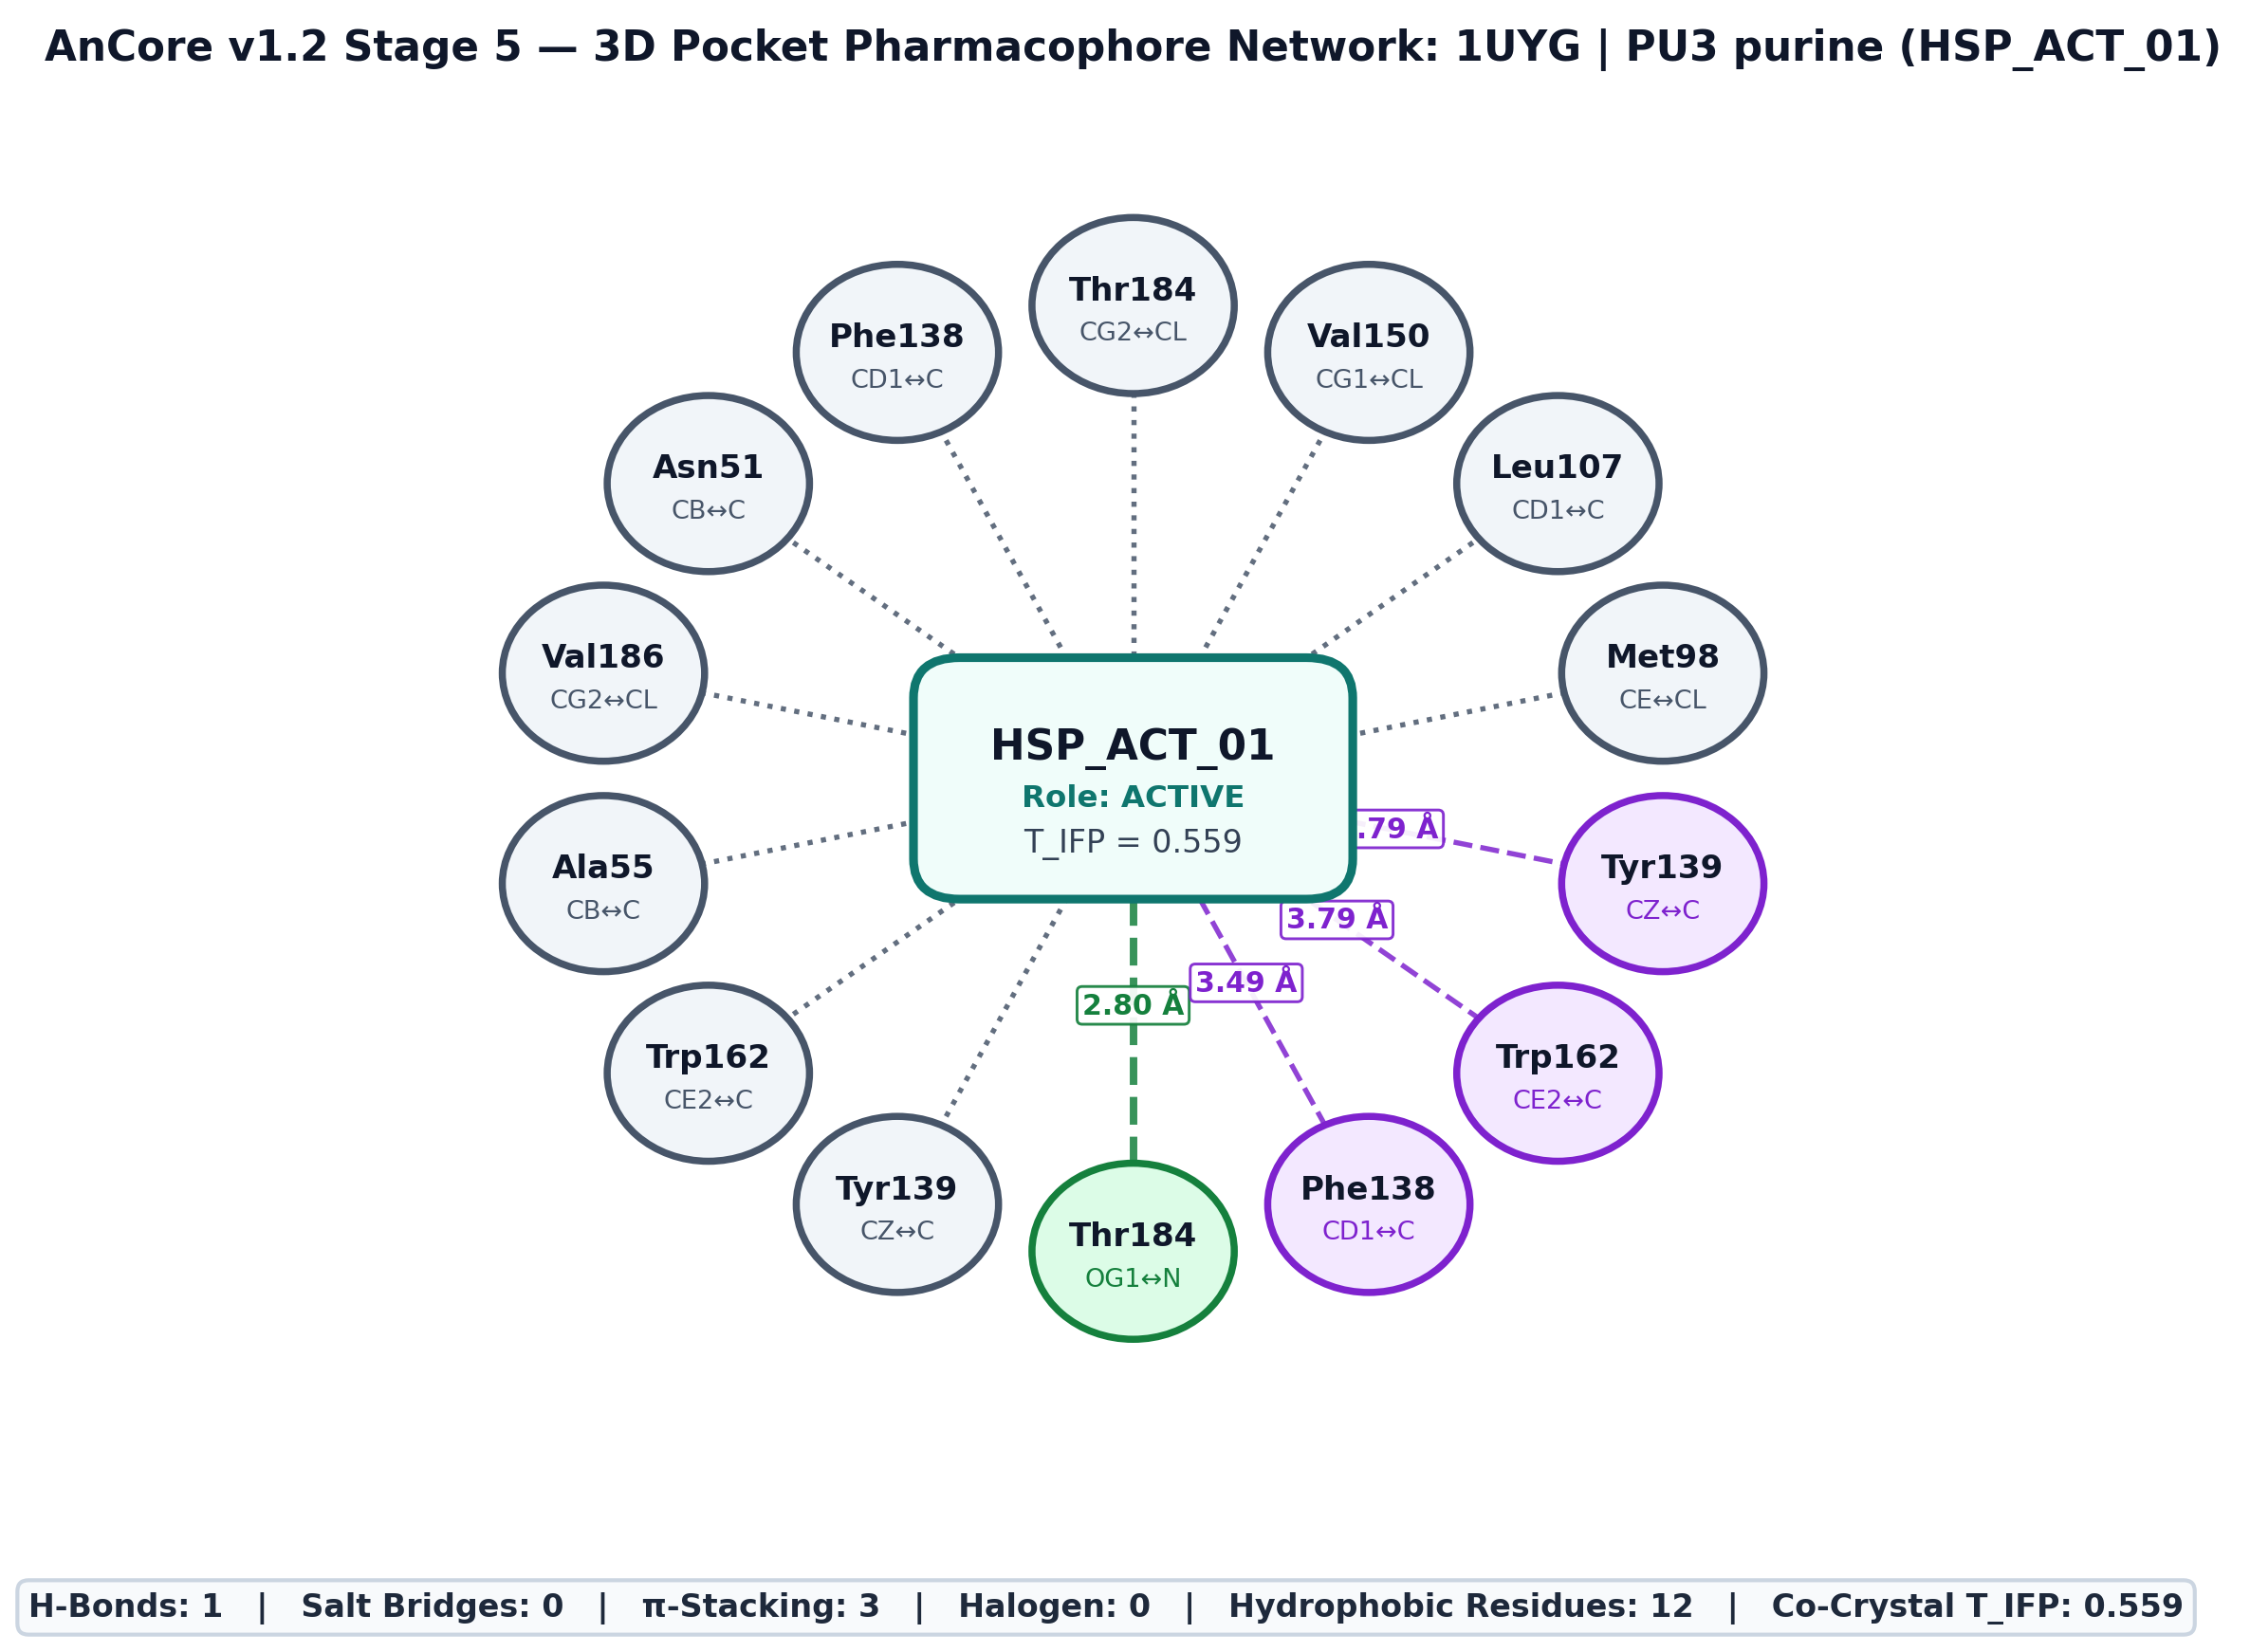 AnCore v1.2 Stage 5 — 3D Pocket Pharmacophore Network: 1UYG | PU3 purine (HSP_ACT_01)
Thr184
CG2↔CL
Phe138
CD1↔C
Val150
CG1↔CL
Asn51
CB↔C
Leu107
CD1↔C
Val186
CG2↔CL
Met98
CE↔CL
HSP_ACT_01
Role: ACTIVE
T_IFP = 0.559
.79 Å
Ala55
CB↔C
Tyr139
CZ↔C
3.79 Å
3.49 Å
2.80 Å
Trp162
CE2↔C
Trp162
CE2↔C
Tyr139
CZ↔C
Phe138
CD1↔C
Thr184
OG1↔N
H-Bonds: 1 | Salt Bridges: 0 | π-Stacking: 3 | Halogen: 0 | Hydrophobic Residues: 12 | Co-Crystal T_IFP: 0.559